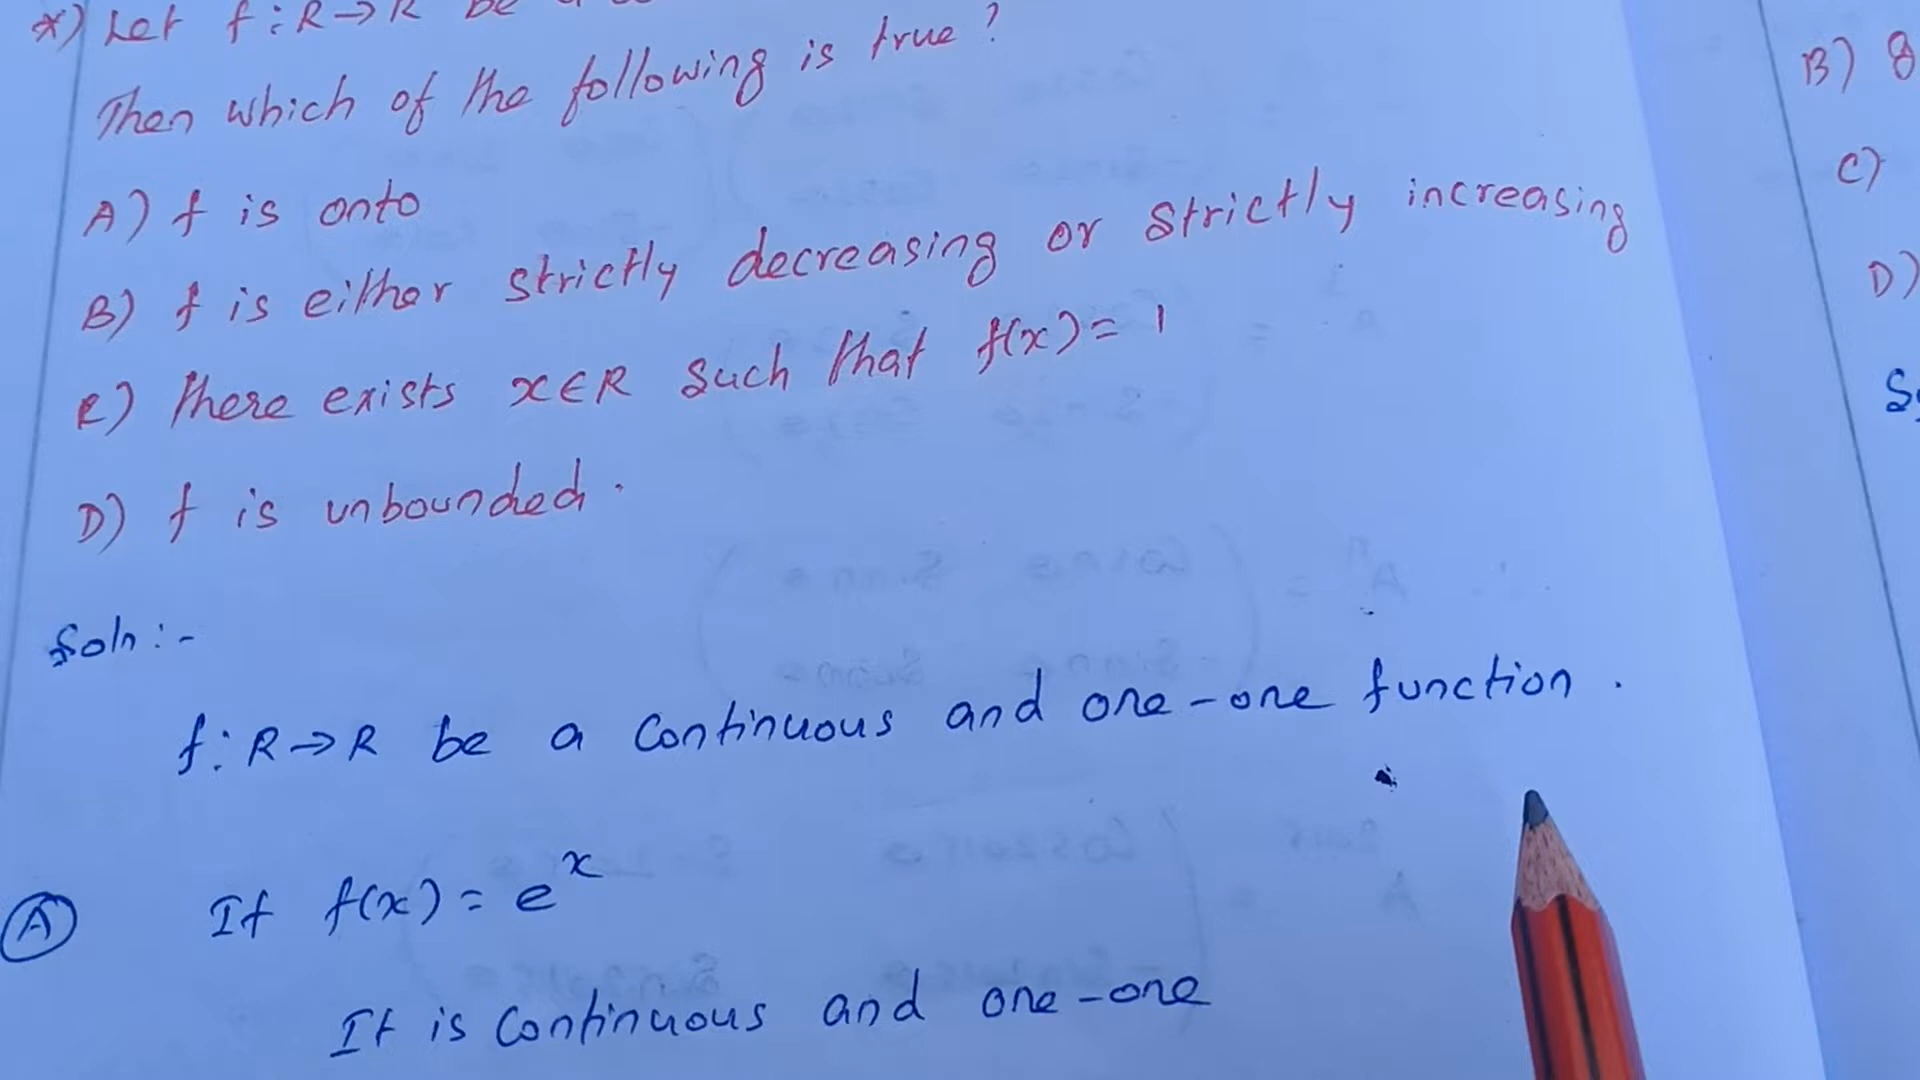 *) Let f : R → R be a
Then which of the following is true ?
A) f is onto
B) f is either strictly decreasing or strictly increasing
C) There exists x ∈ R such that f(x) = 1
D) f is unbounded .
Soln :-
f : R → R be a continuous and one-one function .
(A) If f(x) = e^x
It is continuous and one-one
B) 
C)
D)